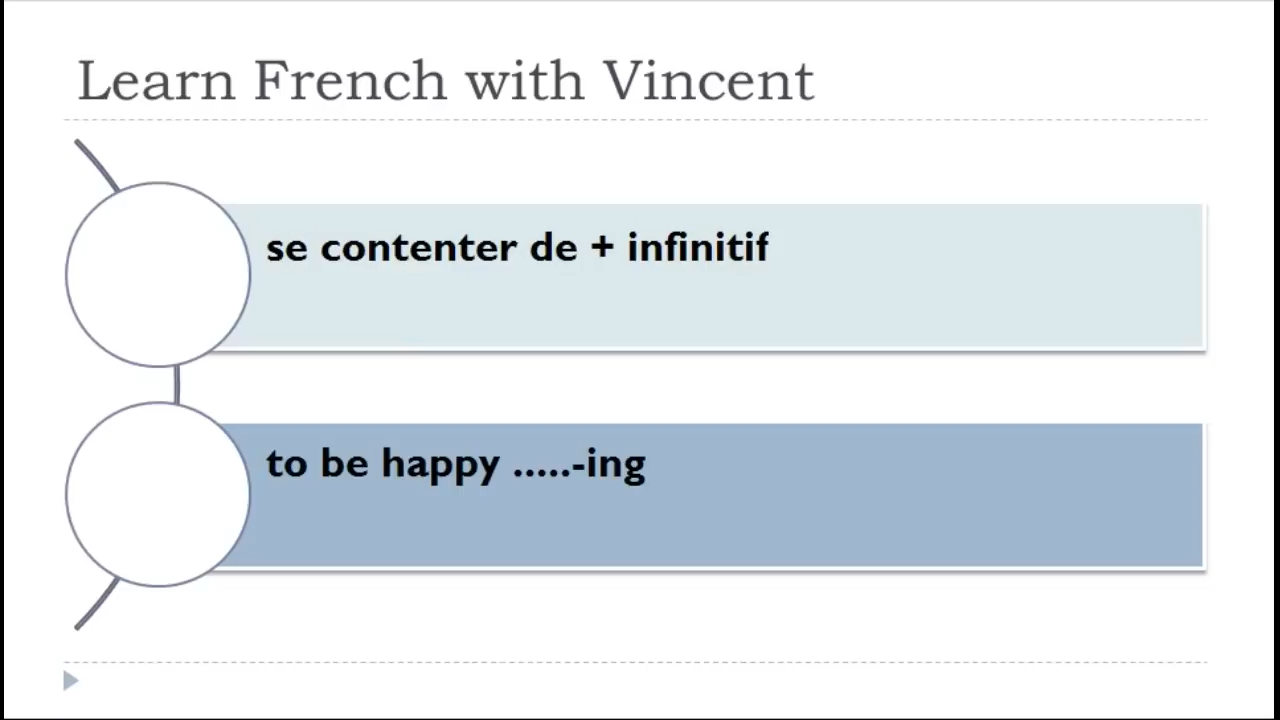 Learn French with Vincent
se contenter de + infinitif
to be happy .....-ing